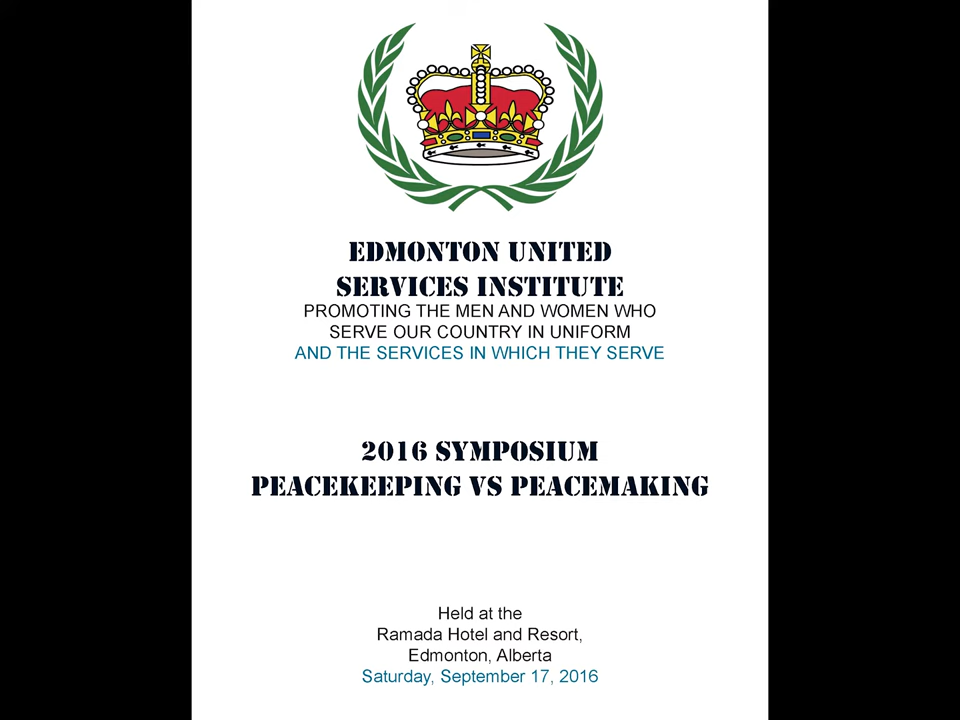 EDMONTON UNITED
SERVICES INSTITUTE
PROMOTING THE MEN AND WOMEN WHO
SERVE OUR COUNTRY IN UNIFORM
AND THE SERVICES IN WHICH THEY SERVE
2016 SYMPOSIUM
PEACEKEEPING VS PEACEMAKING
Held at the
Ramada Hotel and Resort,
Edmonton, Alberta
Saturday, September 17, 2016